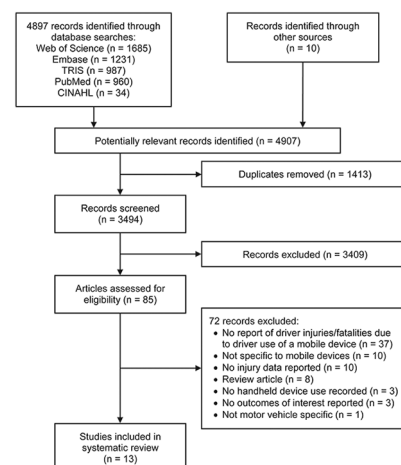 4897 records identified through
database searches:
Web of Science (n = 1685)
Embase (n = 1231)
TRIS (n = 987)
PubMed (n = 960)
CINAHL (n = 34)
Records identified through
other sources
(n = 10)
Potentially relevant records identified (n = 4907)
Duplicates removed (n = 1413)
Records screened
(n = 3494)
Records excluded (n = 3409)
Articles assessed for
eligibility (n = 85)
72 records excluded:
• No report of driver injuries/fatalities due
to driver use of a mobile device (n = 37)
• Not specific to mobile devices (n = 10)
• No injury data reported (n = 10)
• Review article (n = 8)
• No handheld device use recorded (n = 3)
• No outcomes of interest reported (n = 3)
• Not motor vehicle specific (n = 1)
Studies included in
systematic review
(n = 13)